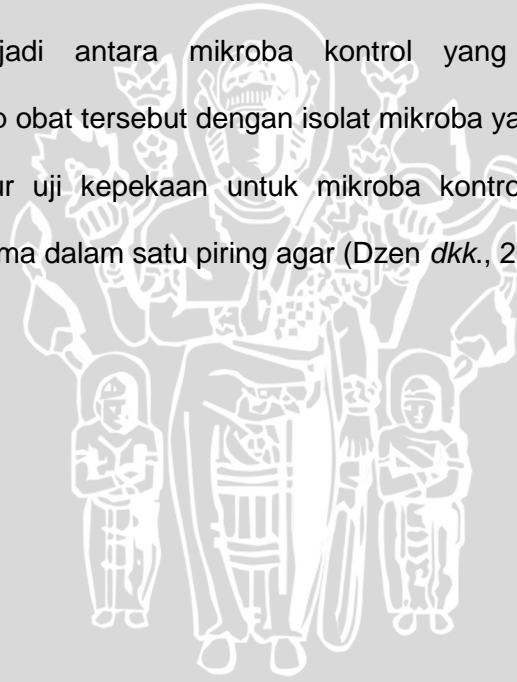 jadi antara mikroba kontrol yang
obat tersebut dengan isolat mikroba ya
ur uji kepekaan untuk mikroba kontro
ma dalam satu piring agar (Dzen dkk., 2